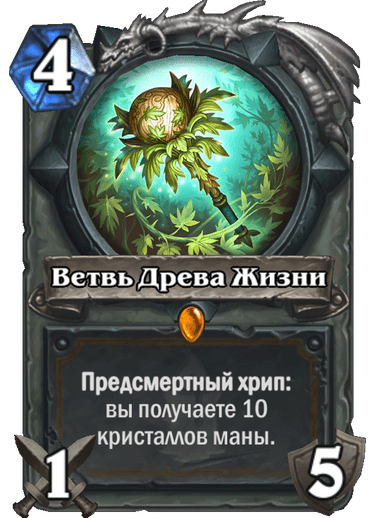 4
Ветвь Древа Жизни
Предсмертный хрип:
вы получаете 10
кристаллов маны.
1
5